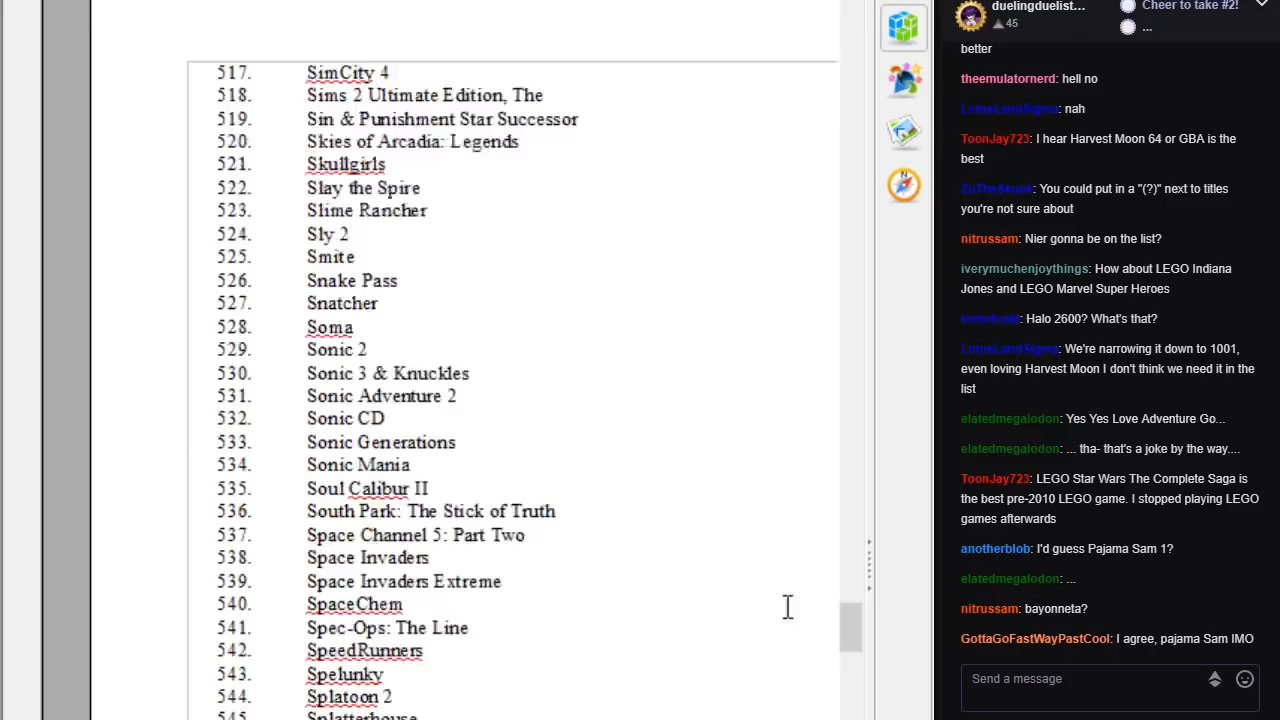 517. SimCity 4
518. Sims 2 Ultimate Edition, The
519. Sin & Punishment Star Successor
520. Skies of Arcadia: Legends
521. Skullgirls
522. Slay the Spire
523. Slime Rancher
524. Sly 2
525. Smite
526. Snake Pass
527. Snatcher
528. Soma
529. Sonic 2
530. Sonic 3 & Knuckles
531. Sonic Adventure 2
532. Sonic CD
533. Sonic Generations
534. Sonic Mania
535. Soul Calibur II
536. South Park: The Stick of Truth
537. Space Channel 5: Part Two
538. Space Invaders
539. Space Invaders Extreme
540. SpaceChem
541. Spec-Ops: The Line
542. SpeedRunners
543. Spelunky
544. Splatoon 2
545. Splatterhouse
duelingduelist...
45
Cheer to take #2!
...
better
theemulatornerd: hell no
LotusLandSigma: nah
ToonJay723: I hear Harvest Moon 64 or GBA is the
best
ZuTheSkunk: You could put in a "(?)" next to titles
you're not sure about
nitrussam: Nier gonna be on the list?
iverymuchenjoythings: How about LEGO Indiana
Jones and LEGO Marvel Super Heroes
: Halo 2600? What's that?
LotusLandSigma: We're narrowing it down to 1001,
even loving Harvest Moon I don't think we need it in the
list
elatedmegalodon: Yes Yes Love Adventure Go...
elatedmegalodon: ... tha- that's a joke by the way....
ToonJay723: LEGO Star Wars The Complete Saga is
the best pre-2010 LEGO game. I stopped playing LEGO
games afterwards
anotherblob: I'd guess Pajama Sam 1?
elatedmegalodon: ...
nitrussam: bayonneta?
GottaGoFastWayPastCool: I agree, pajama Sam IMO
Send a message